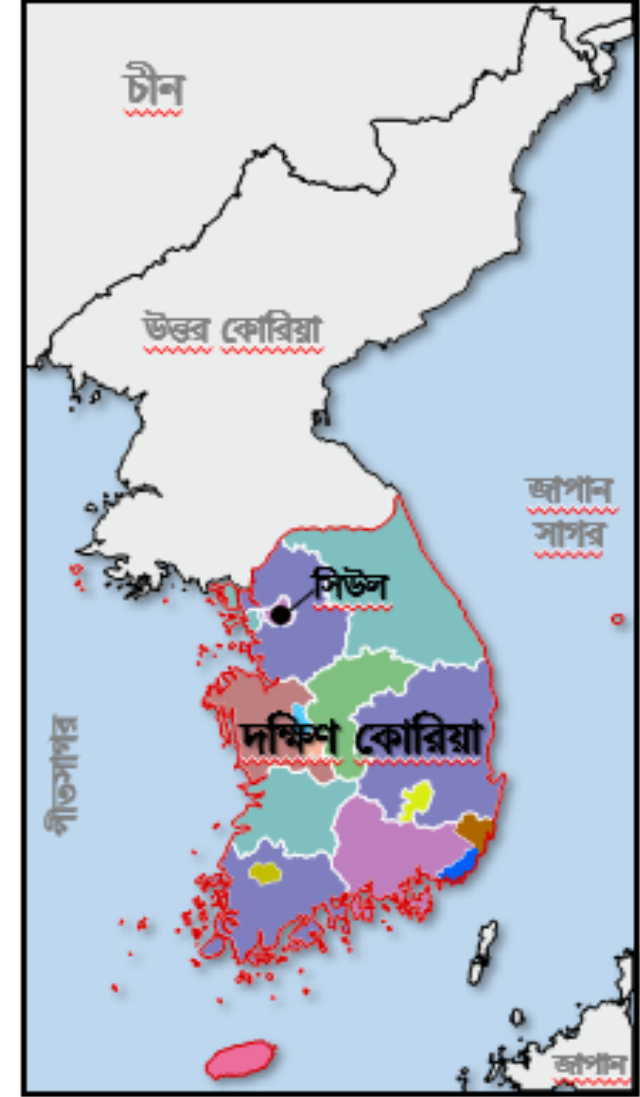 চীন
উত্তর কোরিয়া
জাপান
সাগর
সিউল
দক্ষিণ কোরিয়া
পীতসাগর
জাপান